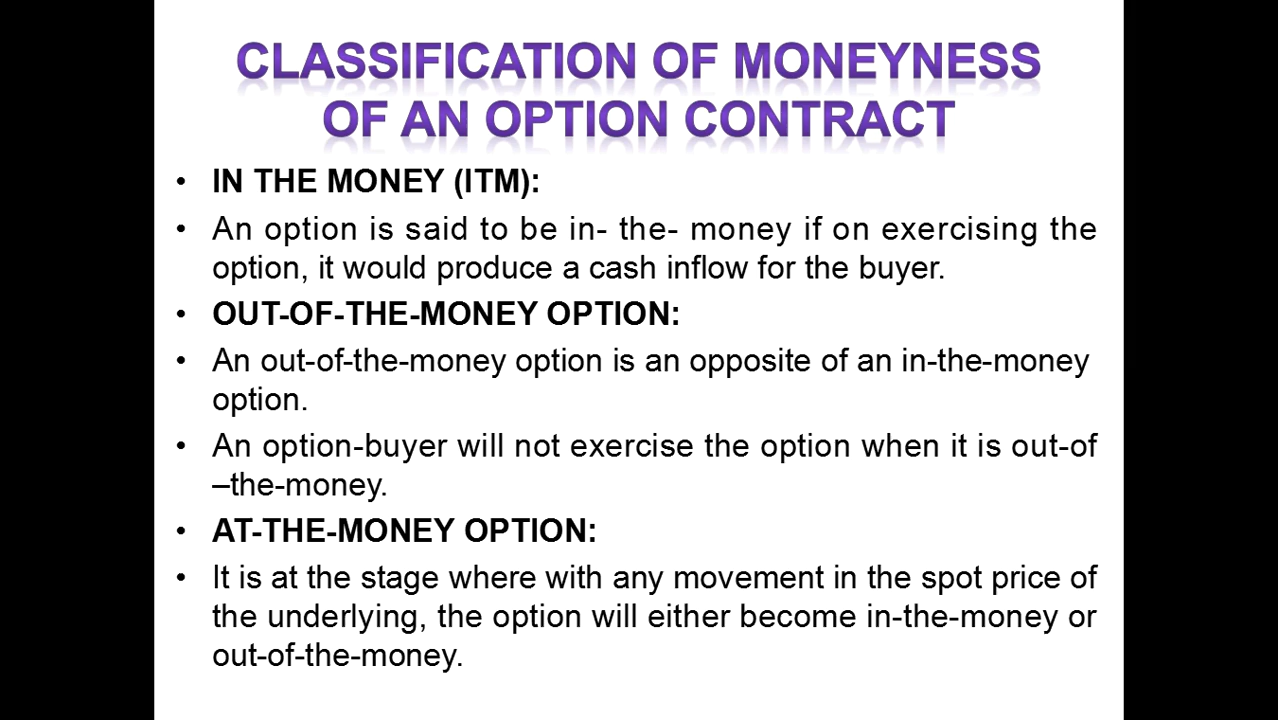 CLASSIFICATION OF MONEYNESS
OF AN OPTION CONTRACT
• IN THE MONEY (ITM):
• An option is said to be in- the- money if on exercising the
option, it would produce a cash inflow for the buyer.
• OUT-OF-THE-MONEY OPTION:
• An out-of-the-money option is an opposite of an in-the-money
option.
• An option-buyer will not exercise the option when it is out-of
–the-money.
• AT-THE-MONEY OPTION:
• It is at the stage where with any movement in the spot price of
the underlying, the option will either become in-the-money or
out-of-the-money.